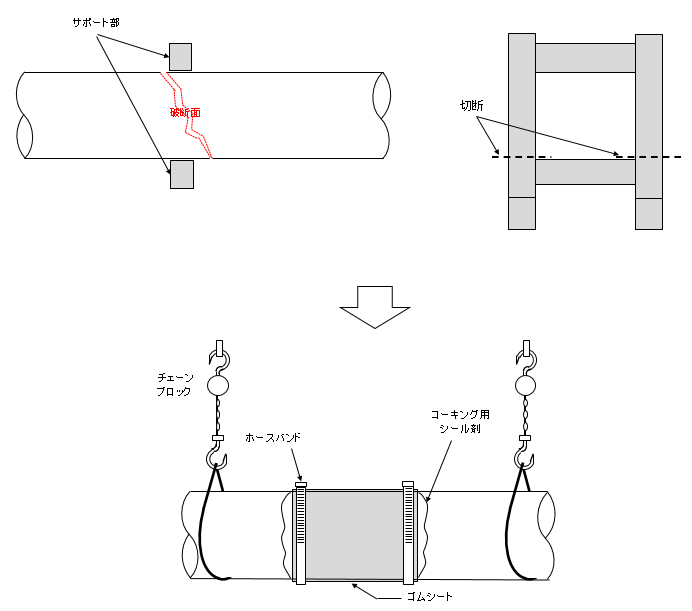 サポート部
破断面
切断
チェーン
ブロック
ホースバンド
コーキング用
シール剤
ゴムシート